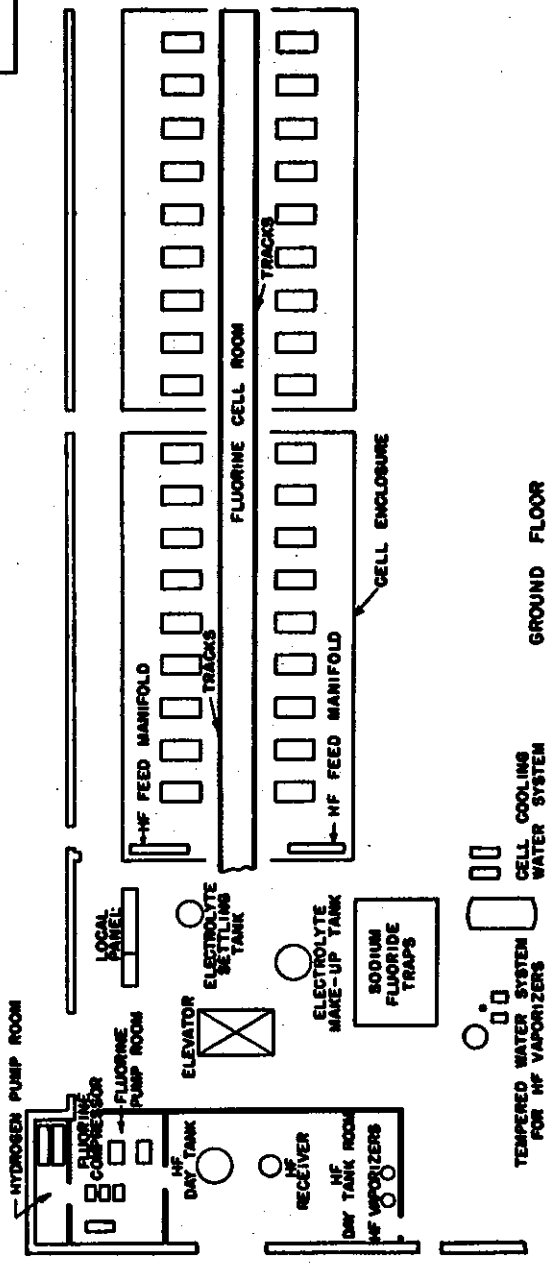 HYDROGEN PUMP ROOM
FLUORINE
COMPRESSOR
FLUORINE
PUMP ROOM
HF
DAY TANK
HF
RECEIVER
HF
DAY TANK ROOM
HF VAPORIZERS
ELEVATOR
LOCAL
PANEL
ELECTROLYTE
SETTLING
TANK
ELECTROLYTE
MAKE-UP TANK
SODIUM
FLUORIDE
TRAPS
TEMPERED WATER SYSTEM
FOR HF VAPORIZERS
CELL COOLING
WATER SYSTEM
HF FEED MANIFOLD
TRACKS
HF FEED MANIFOLD
CELL ENCLOSURE
FLUORINE CELL ROOM
TRACKS
GROUND FLOOR